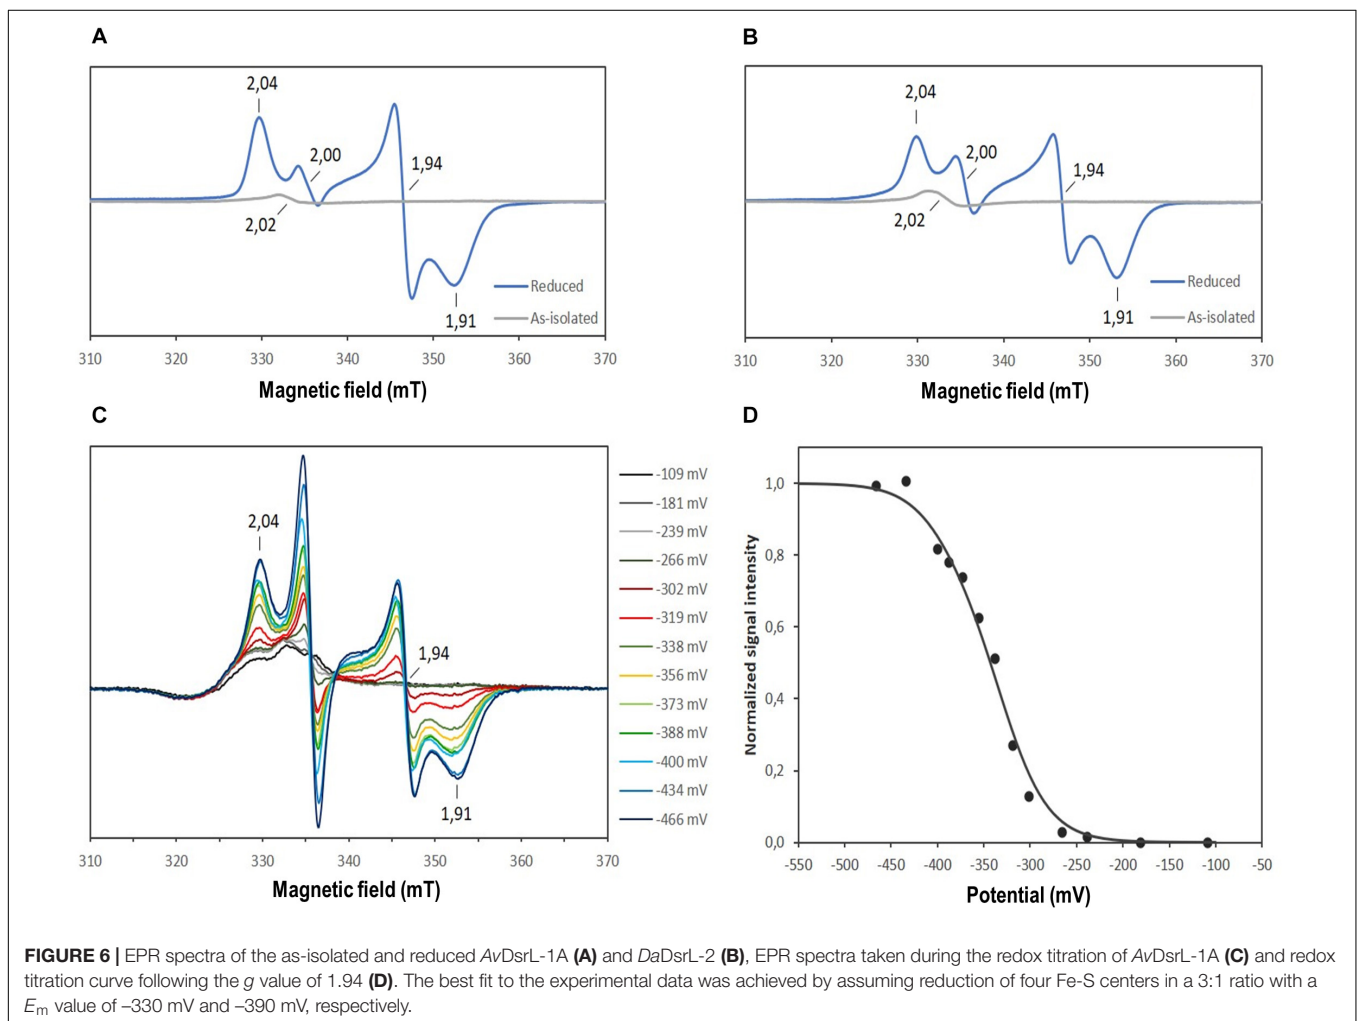 A
2,04
2,00
1,94
2,02
Reduced
As-isolated
1,91
310 320 330 340 350 360 370
Magnetic field (mT)
B
2,04
2,00
1,94
2,02
Reduced
As-isolated
1,91
310 320 330 340 350 360 370
Magnetic field (mT)
C
2,04
1,94
1,91
-109 mV
-181 mV
-239 mV
-266 mV
-302 mV
-319 mV
-338 mV
-356 mV
-373 mV
-388 mV
-400 mV
-434 mV
-466 mV
310 320 330 340 350 360 370
Magnetic field (mT)
D
Normalized signal intensity
1,0
0,8
0,6
0,4
0,2
0,0
-550 -500 -450 -400 -350 -300 -250 -200 -150 -100 -50
Potential (mV)
FIGURE 6 | EPR spectra of the as-isolated and reduced AvDsrL-1A (A) and DaDsrL-2 (B), EPR spectra taken during the redox titration of AvDsrL-1A (C) and redox
titration curve following the g value of 1.94 (D). The best fit to the experimental data was achieved by assuming reduction of four Fe-S centers in a 3:1 ratio with a
Em value of –330 mV and –390 mV, respectively.